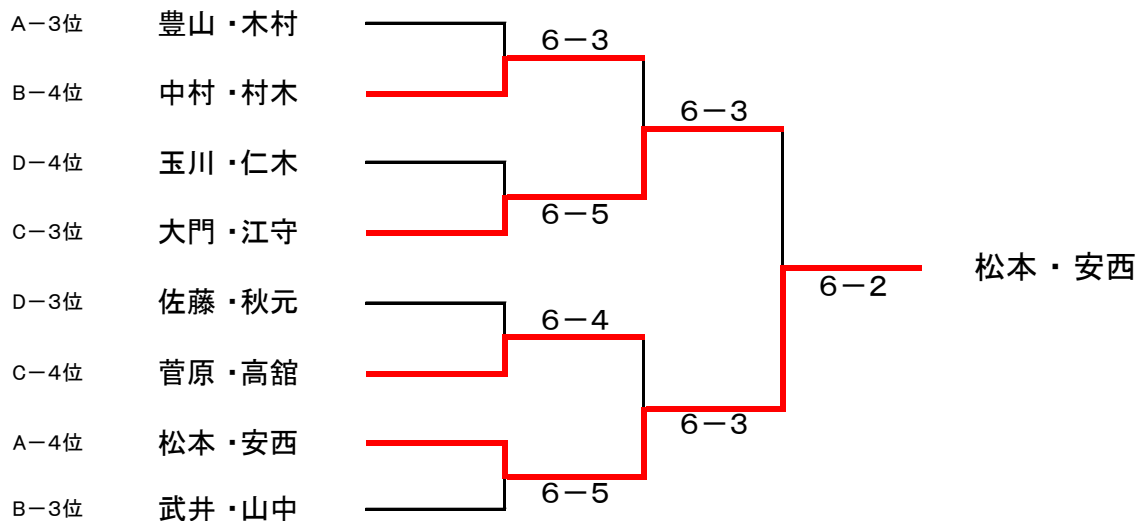 A－3位 豊山・木村
6－3
B－4位 中村・村木
6－3
D－4位 玉川・仁木
6－5
C－3位 大門・江守
松本・安西
6－2
D－3位 佐藤・秋元
6－4
C－4位 菅原・高舘
6－3
A－4位 松本・安西
6－5
B－3位 武井・山中